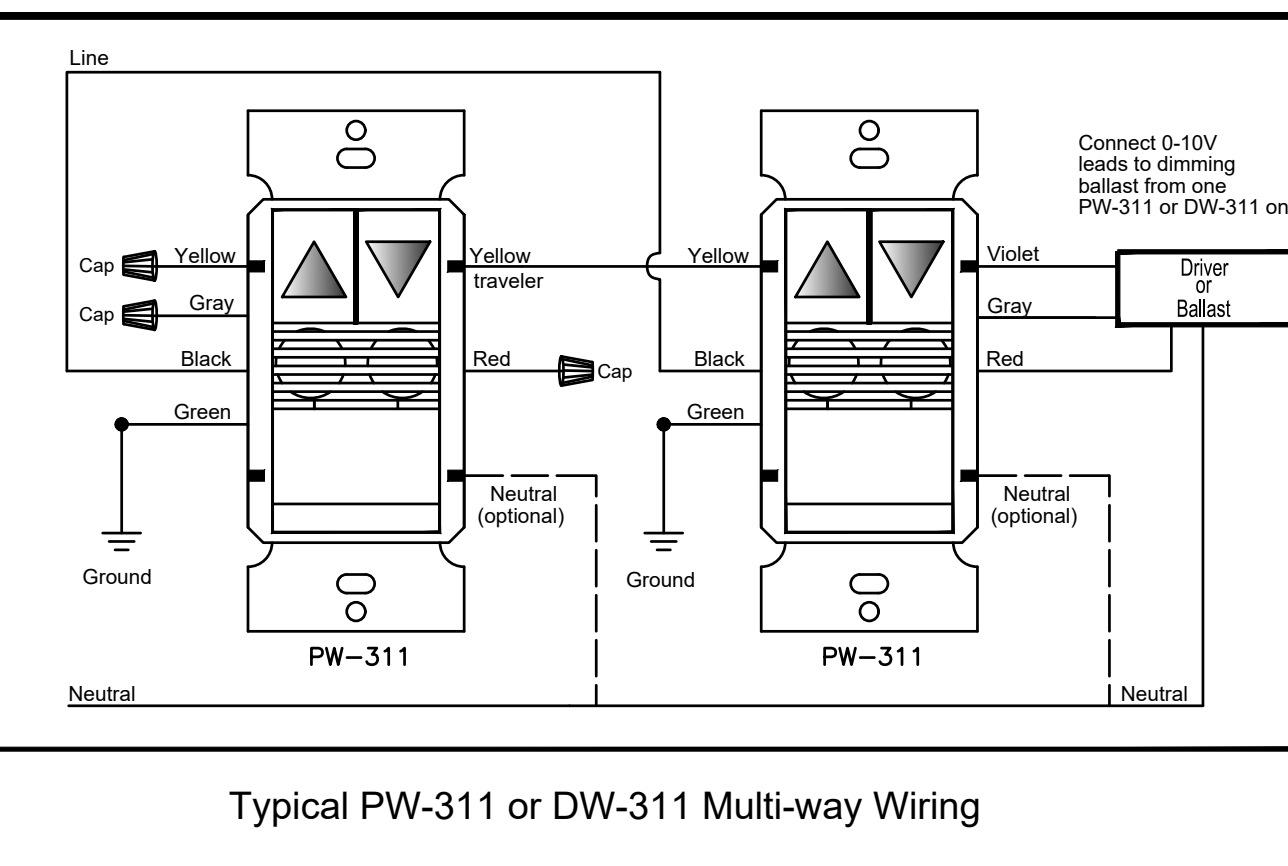 Line
Connect 0-10V
leads to dimming
ballast from one
PW-311 or DW-311 on
Cap
Yellow
Yellow
traveler
Yellow
Violet
Driver
or
Ballast
Cap
Gray
Gray
Black
Red
Cap
Black
Red
Green
Green
Neutral
(optional)
Neutral
(optional)
Ground
Ground
PW-311
PW-311
Neutral
Neutral
Typical PW-311 or DW-311 Multi-way Wiring